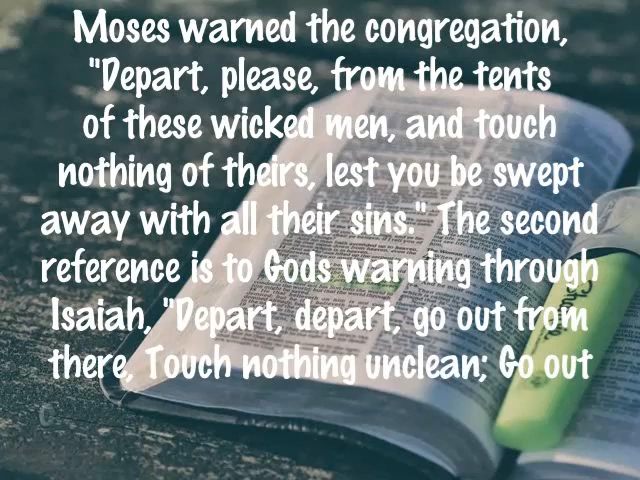 Moses warned the congregation,
"Depart, please, from the tents
of these wicked men, and touch
nothing of theirs, lest you be swept
away with all their sins." The second
reference is to Gods warning through
Isaiah, "Depart, depart, go out from
there, Touch nothing unclean; Go out